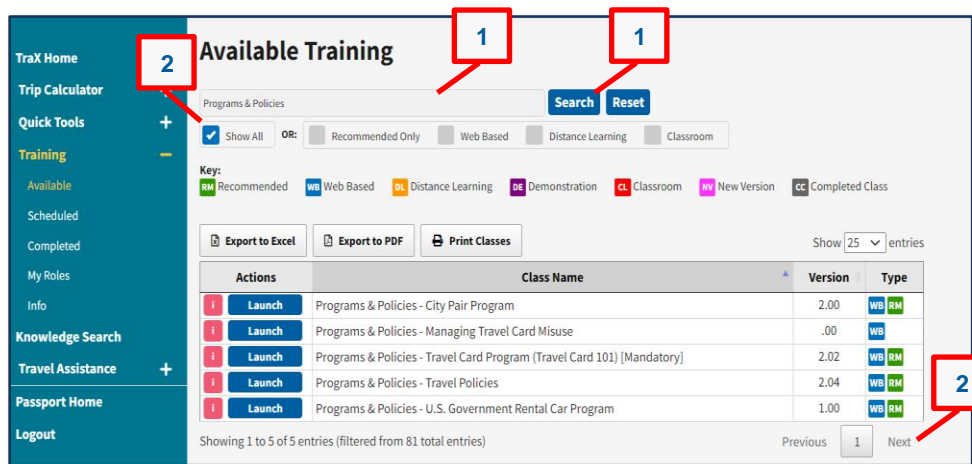 TraX Home
Trip Calculator
Quick Tools +
Training −
Available
Scheduled
Completed
My Roles
Info
Knowledge Search
Travel Assistance +
Passport Home
Logout
2
1
1
Available Training
Programs & Policies Search Reset
Show All OR: Recommended Only Web Based Distance Learning Classroom
Key:
RM Recommended WB Web Based DL Distance Learning DE Demonstration CL Classroom NV New Version CC Completed Class
Export to Excel Export to PDF Print Classes Show 25 entries
Actions Class Name Version Type
i Launch Programs & Policies - City Pair Program 2.00 WB RM
i Launch Programs & Policies - Managing Travel Card Misuse .00 WB
i Launch Programs & Policies - Travel Card Program (Travel Card 101) [Mandatory] 2.02 WB RM
i Launch Programs & Policies - Travel Policies 2.04 WB RM
i Launch Programs & Policies - U.S. Government Rental Car Program 1.00 WB RM
2
Showing 1 to 5 of 5 entries (filtered from 81 total entries) Previous 1 Next